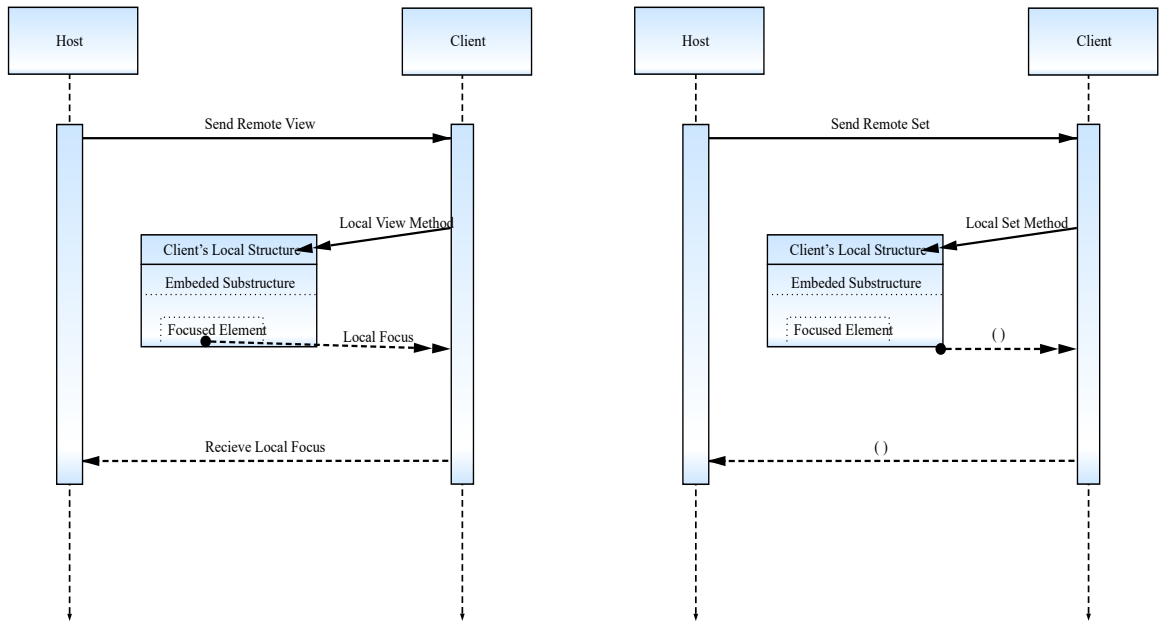 Host
Client
Send Remote View
Local View Method
Client's Local Structure
Embeded Substructure
Focused Element
Local Focus
Recieve Local Focus
Host
Client
Send Remote Set
Local Set Method
Client's Local Structure
Embeded Substructure
Focused Element
( )
( )